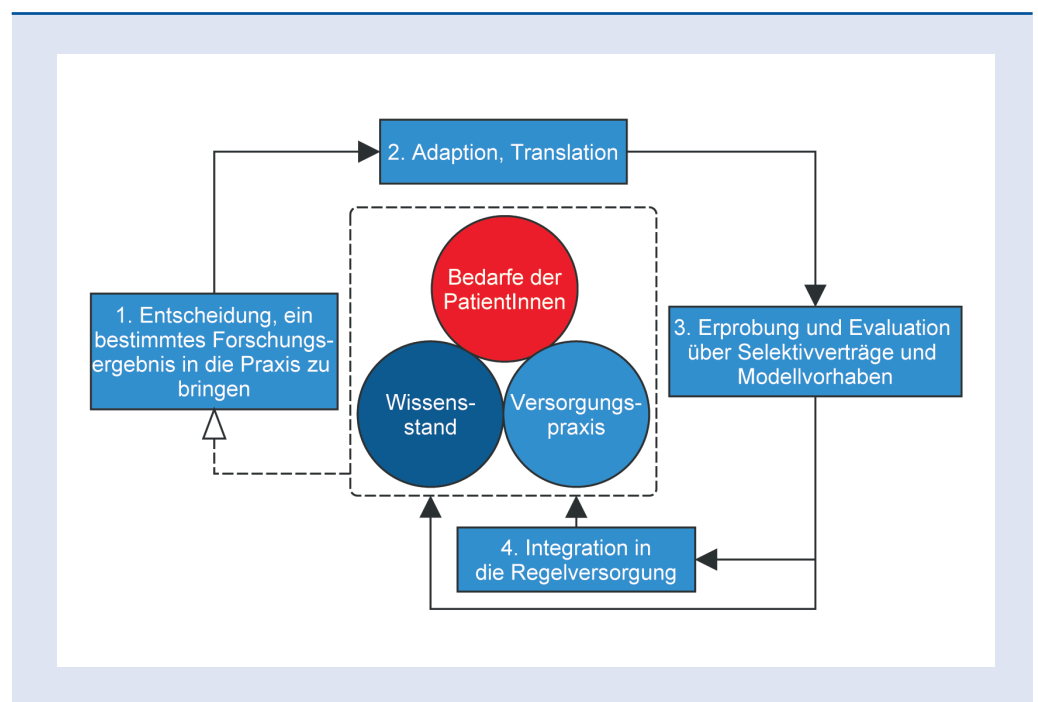 2. Adaption, Translation
Bedarfe der
PatientInnen
1. Entscheidung, ein
bestimmtes Forschungs-
ergebnis in die Praxis zu
bringen
3. Erprobung und Evaluation
über Selektivverträge und
Modellvorhaben
Wissens-
stand
Versorgungs-
praxis
4. Integration in
die Regelversorgung